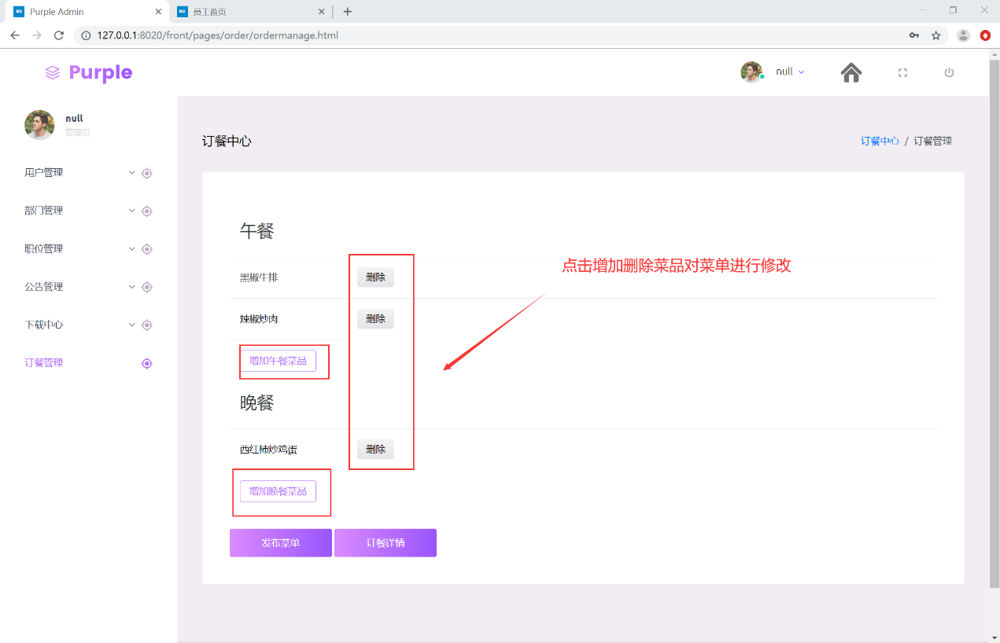 Purple Admin
员工首页
127.0.0.1:8020/front/pages/order/ordermanage.html
Purple
null
null
管理员
用户管理
部门管理
职位管理
公告管理
下载中心
订餐管理
订餐中心
订餐中心 / 订餐管理
午餐
点击增加删除菜品对菜单进行修改
黑椒牛排 删除
辣椒炒肉 删除
增加午餐菜品
晚餐
西红柿炒鸡蛋 删除
增加晚餐菜品
发布菜单 订餐详情